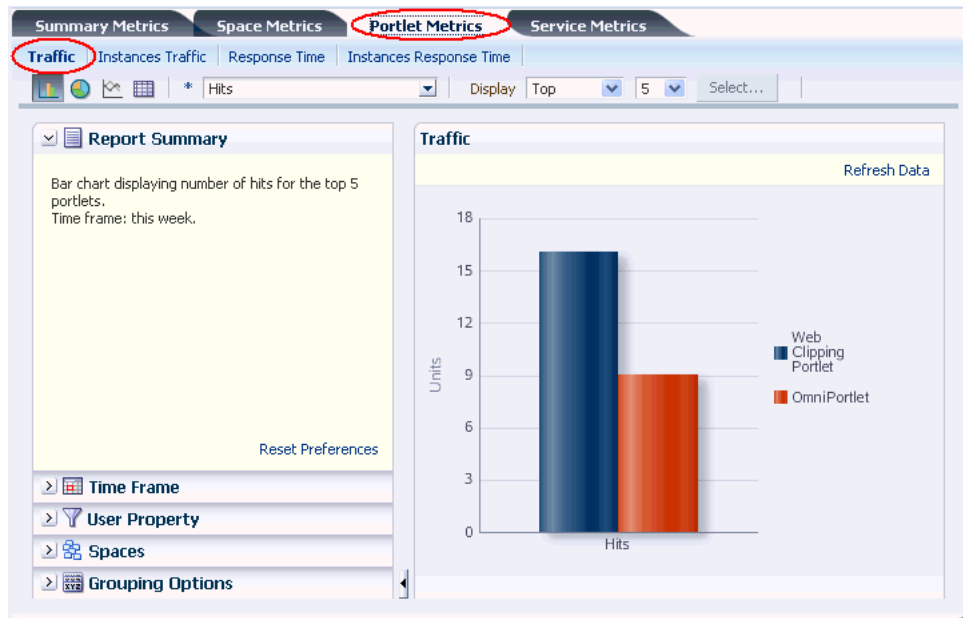 Summary Metrics Space Metrics Portlet Metrics Service Metrics
Traffic Instances Traffic Response Time Instances Response Time
* Hits Display Top 5 Select...
Report Summary
Bar chart displaying number of hits for the top 5
portlets.
Time frame: this week.
Reset Preferences
Time Frame
User Property
Spaces
Grouping Options
Traffic
Refresh Data
18
15
12
9
6
3
0
Units
Hits
Web
Clipping
Portlet
OmniPortlet